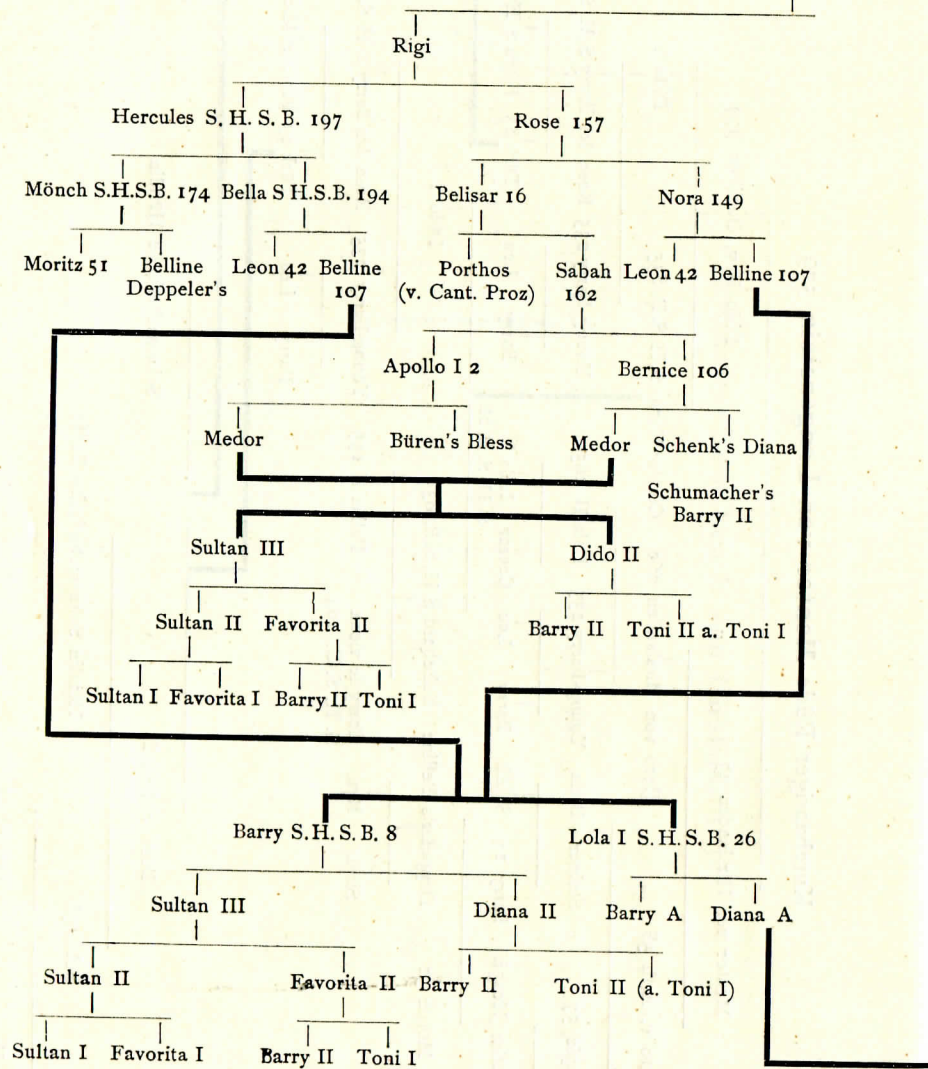 Rigi
Hercules S. H. S. B. 197 Rose 157
Mönch S.H.S.B. 174 Bella S H.S.B. 194 Belisar 16 Nora 149
Moritz 51 Belline Leon 42 Belline Porthos Sabah Leon 42 Belline 107
Deppeler's 107 (v. Cant. Proz) 162
Apollo I 2 Bernice 106
Medor Büren's Bless Medor Schenk's Diana
Schumacher's
Barry II
Sultan III Dido II
Sultan II Favorita II Barry II Toni II a. Toni I
Sultan I Favorita I Barry II Toni I
Barry S.H.S.B. 8 Lola I S.H.S.B. 26
Sultan III Diana II Barry A Diana A
Sultan II Favorita II Barry II Toni II (a. Toni I)
Sultan I Favorita I Barry II Toni I